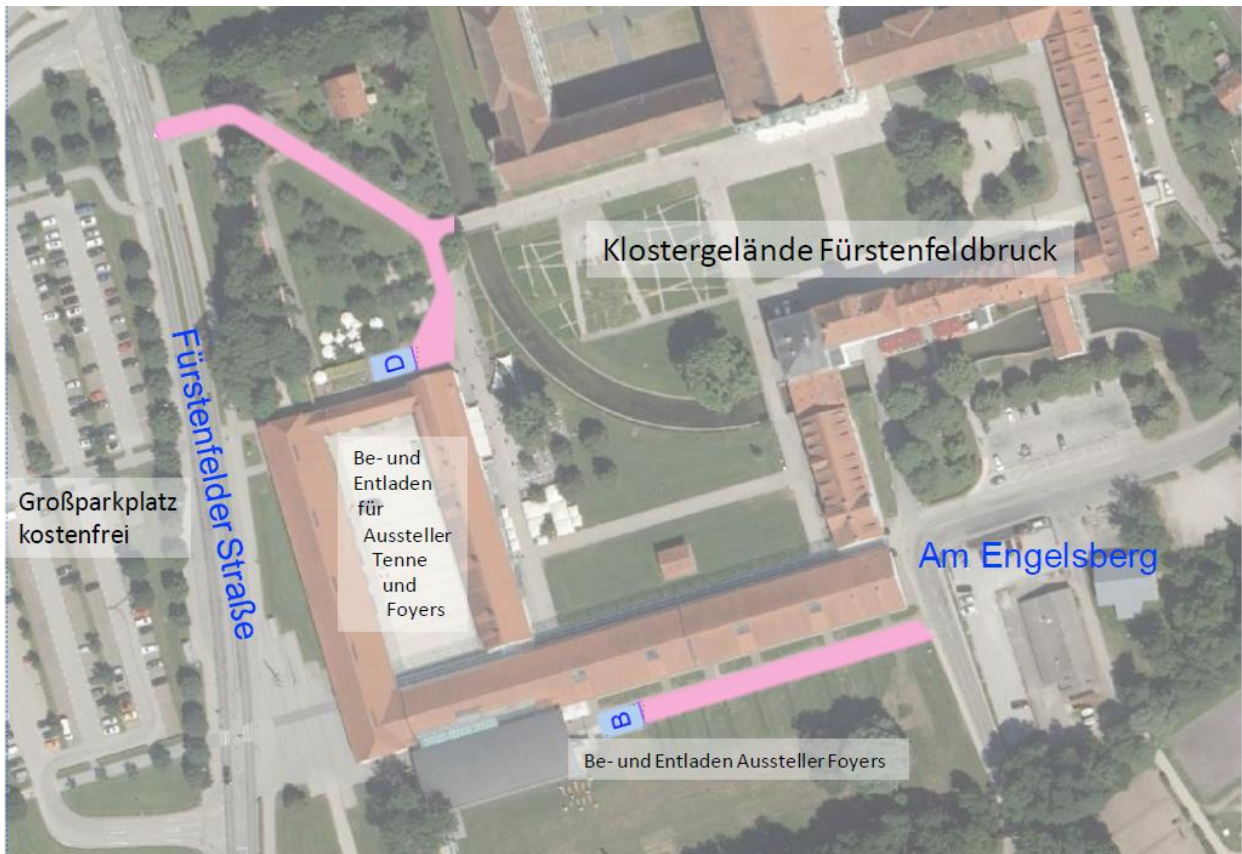 Klostergelände Fürstenfeldbruck
Fürstenfelder Straße
D
Be- und
Entladen
für
Aussteller
Tenne
und
Foyers
Großparkplatz
kostenfrei
Am Engelsberg
B
Be- und Entladen Aussteller Foyers